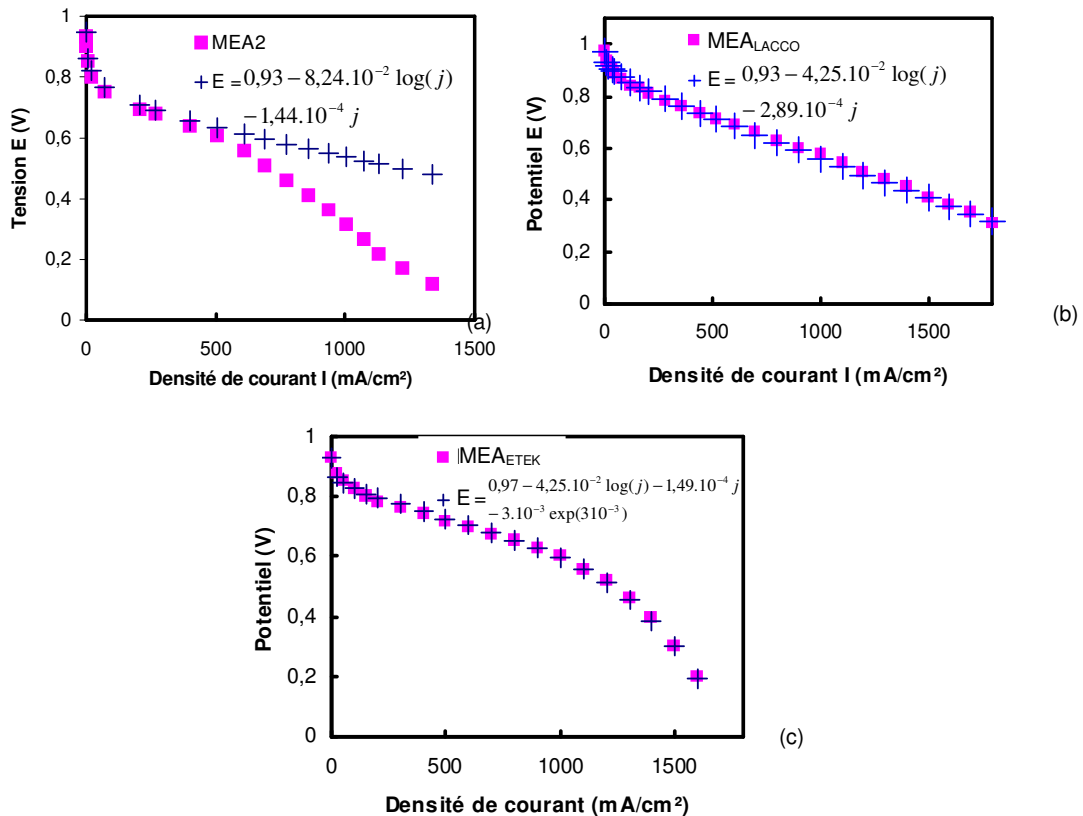 1
0,8
0,6
0,4
0,2
0
Tension E (V)
MEA2
E = 0,93 − 8,24.10⁻² log(j)
− 1,44.10⁻⁴ j
0 500 1000 1500
Densité de courant I (mA/cm²)
(a)
1
0,8
0,6
0,4
0,2
0
Potentiel E (V)
MEA_LACCO
E = 0,93 − 4,25.10⁻² log(j)
− 2,89.10⁻⁴ j
0 500 1000 1500
Densité de courant I (mA/cm²)
(b)
1
0,8
0,6
0,4
0,2
0
Potentiel (V)
MEA_ETEK
E = 0,97 − 4,25.10⁻² log(j) − 1,49.10⁻⁴ j
− 3.10⁻³ exp(310⁻³)
0 500 1000 1500
Densité de courant (mA/cm²)
(c)